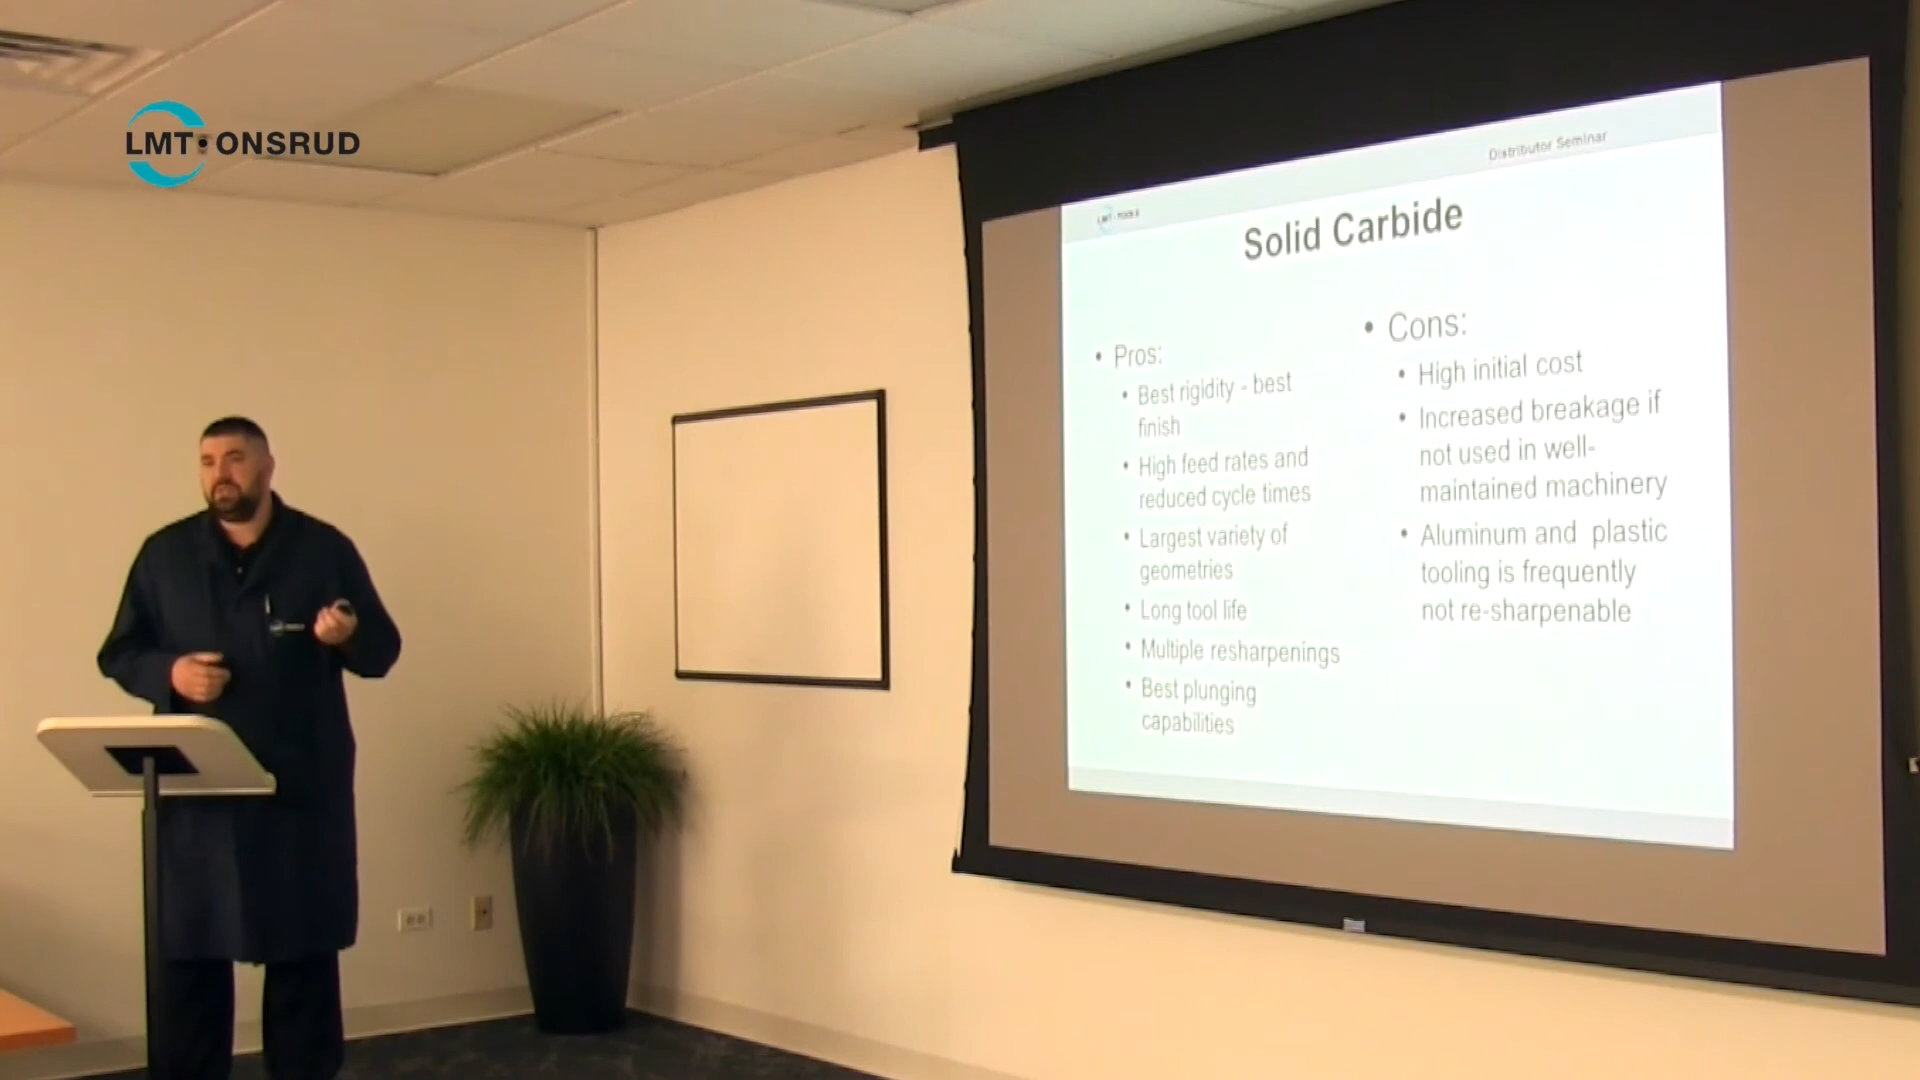 LMT ONSRUD
Distributor Seminar
LMT TOOLS
Solid Carbide
• Pros:
• Best rigidity - best
finish
• High feed rates and
reduced cycle times
• Largest variety of
geometries
• Long tool life
• Multiple resharpenings
• Best plunging
capabilities
• Cons:
• High initial cost
• Increased breakage if
not used in well-
maintained machinery
• Aluminum and plastic
tooling is frequently
not re-sharpenable